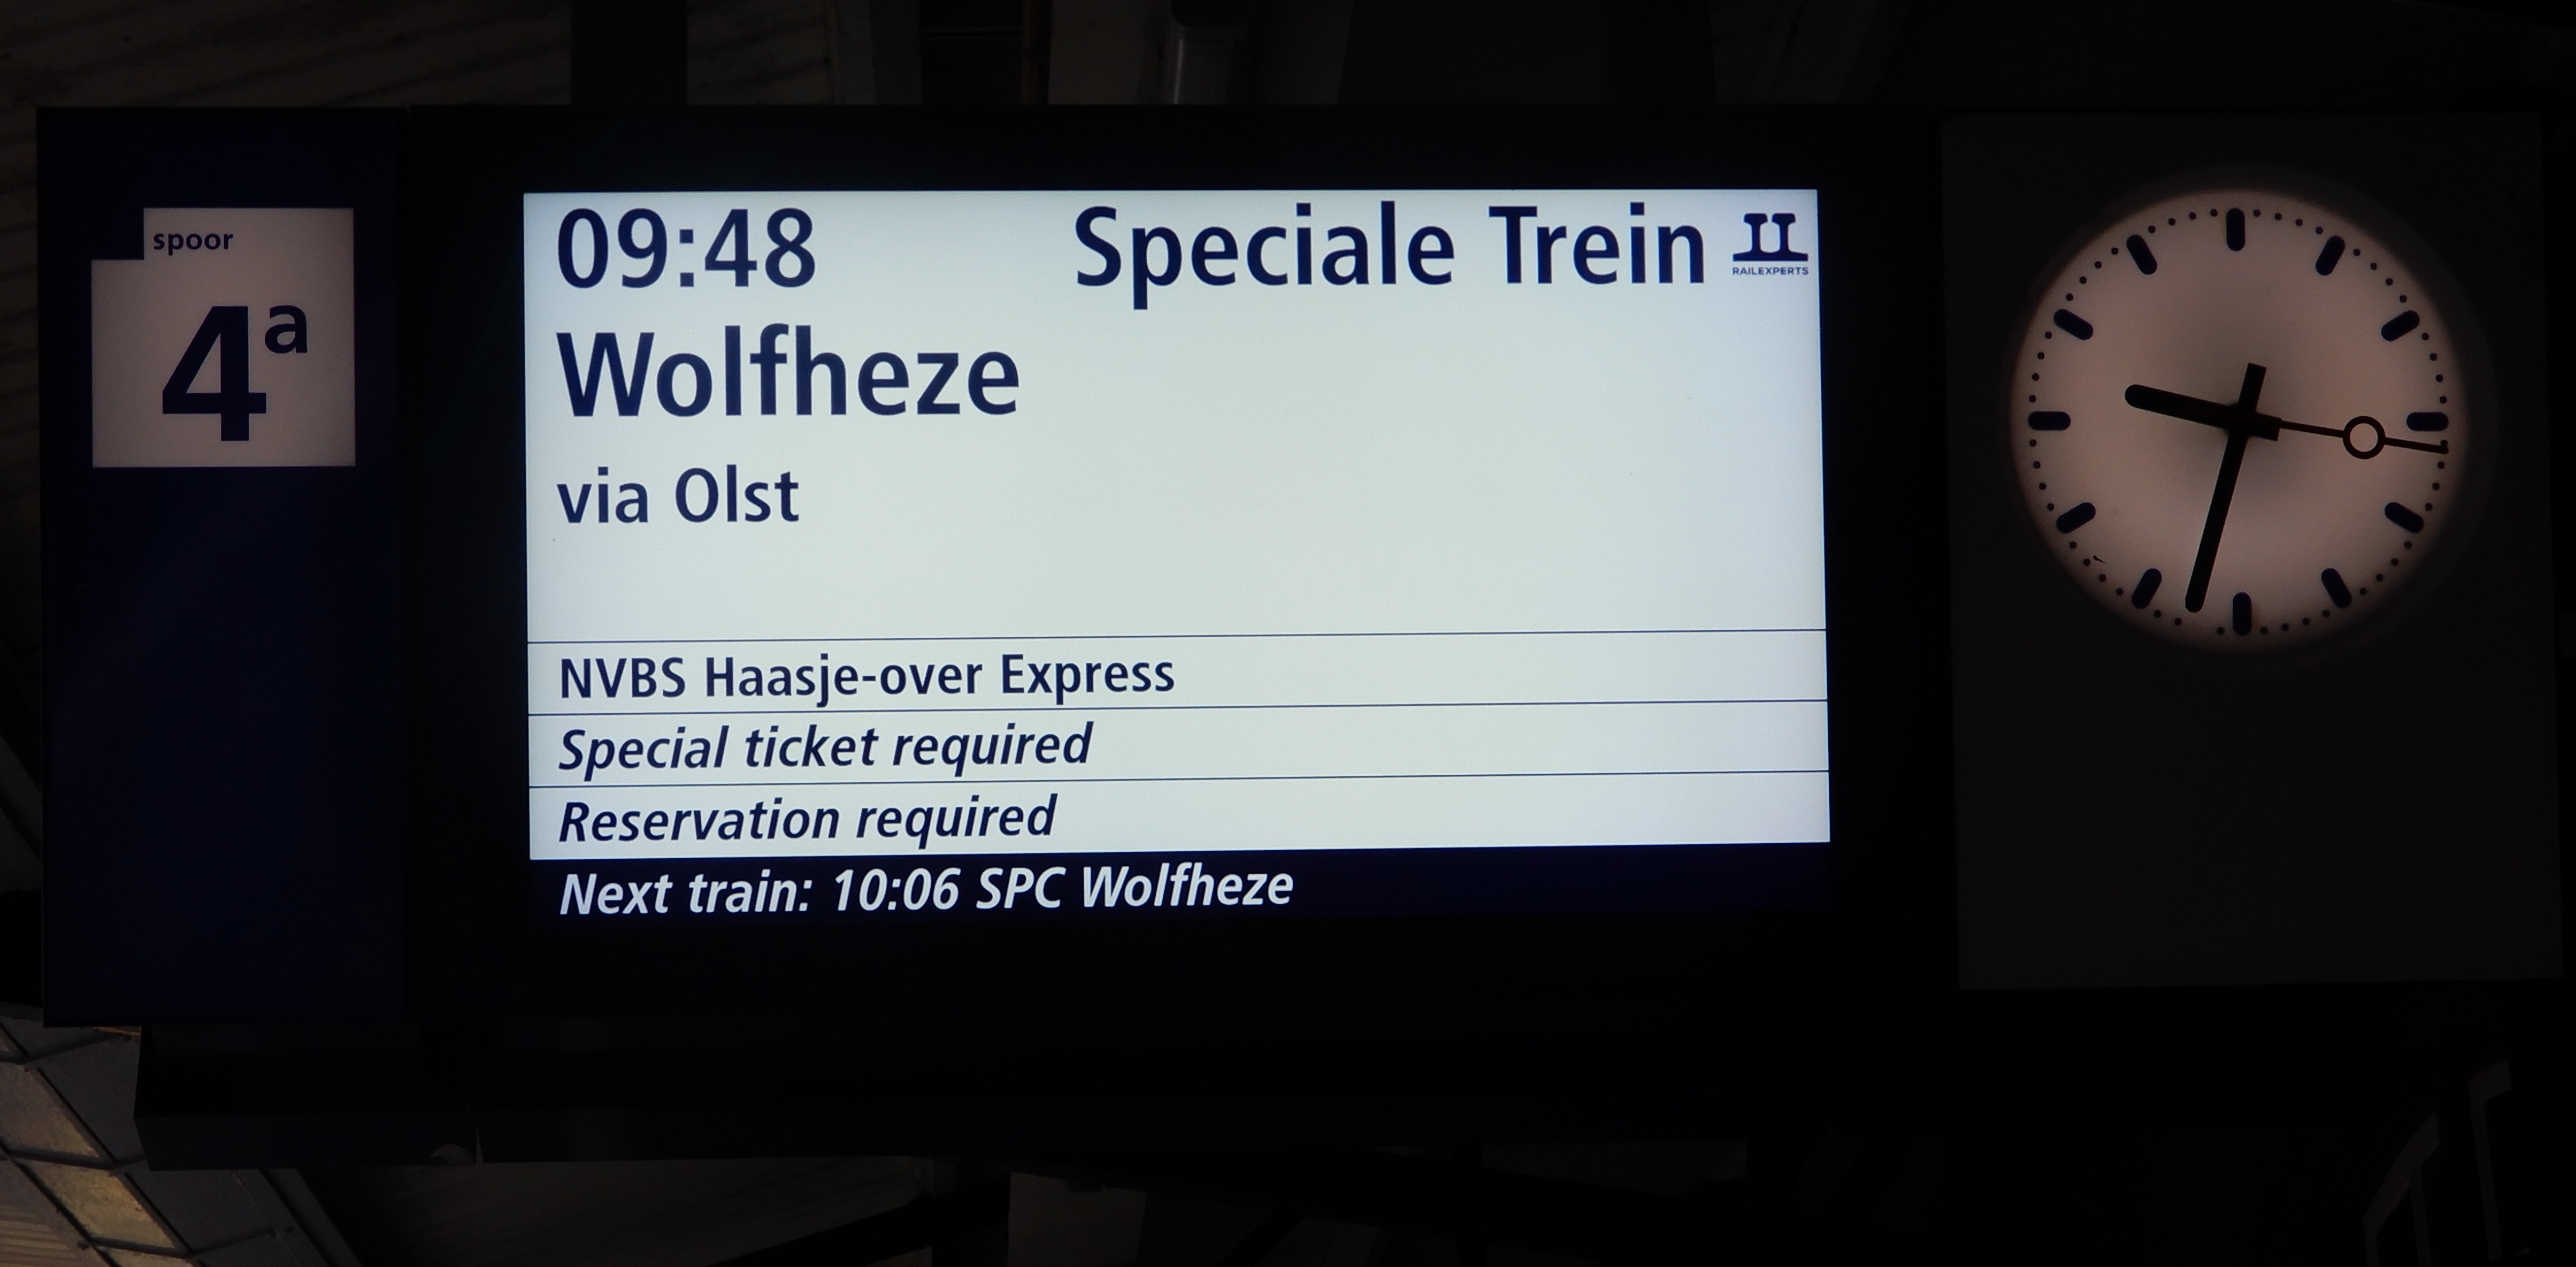 spoor
4a
09:48 Speciale Trein
RAILEXPERTS
Wolfheze
via Olst
NVBS Haasje-over Express
Special ticket required
Reservation required
Next train: 10:06 SPC Wolfheze